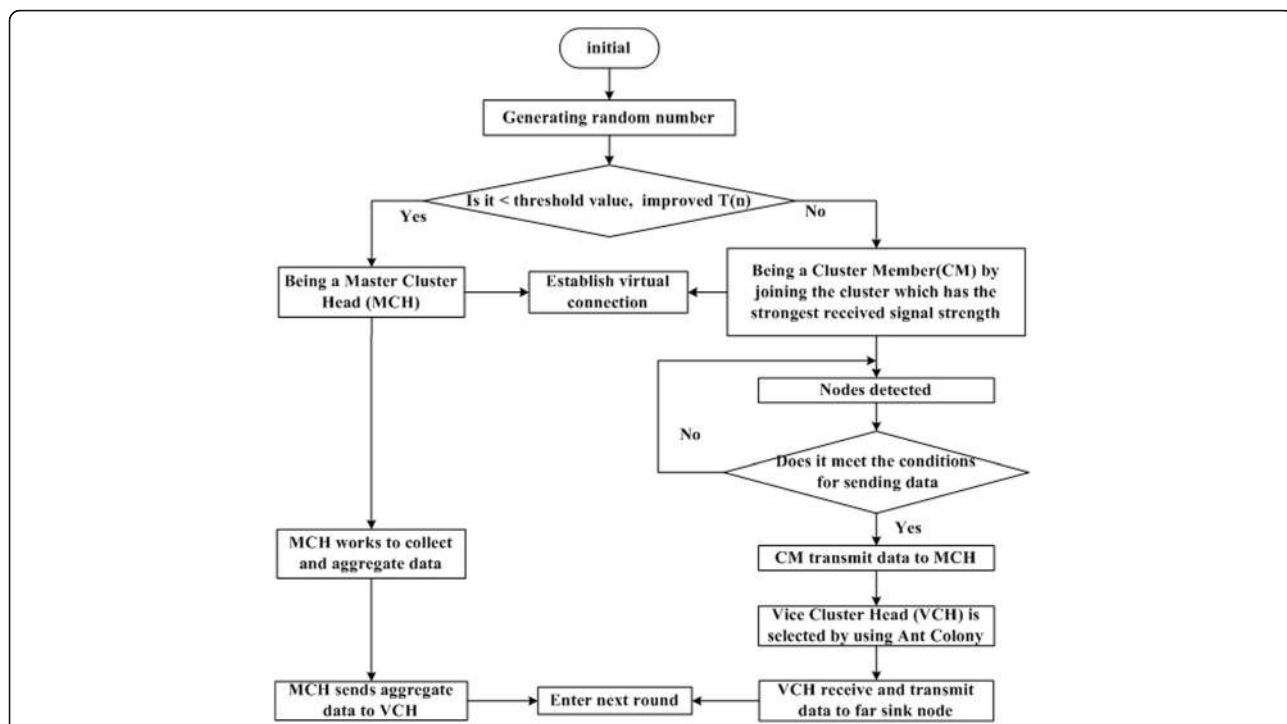 initial
Generating random number
Is it < threshold value, improved T(n)
Yes
No
Being a Master Cluster
Head (MCH)
Establish virtual
connection
Being a Cluster Member(CM) by
joining the cluster which has the
strongest received signal strength
Nodes detected
No
Does it meet the conditions
for sending data
Yes
MCH works to collect
and aggregate data
CM transmit data to MCH
Vice Cluster Head (VCH) is
selected by using Ant Colony
MCH sends aggregate
data to VCH
Enter next round
VCH receive and transmit
data to far sink node